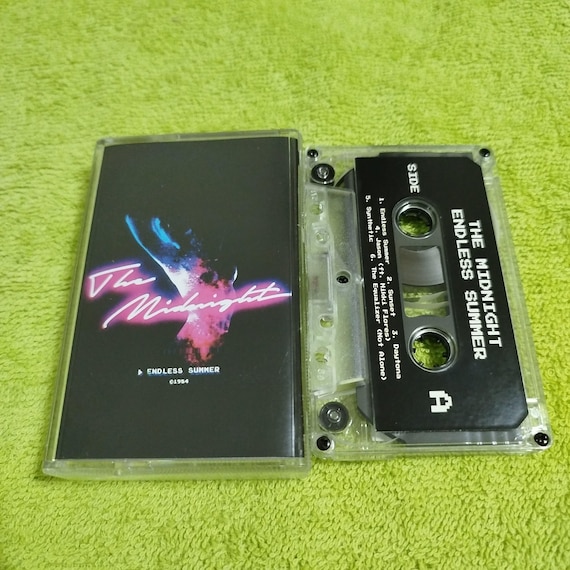 The
Midnight
▷ ENDLESS SUMMER
©1984
THE MIDNIGHT
ENDLESS SUMMER
SIDE
A
1. Endless Summer 2. Sunset 3. Daytona
4. Jason (ft. Nikki Flores)
5. Synthetic 6. The Equalizer (Not Alone)